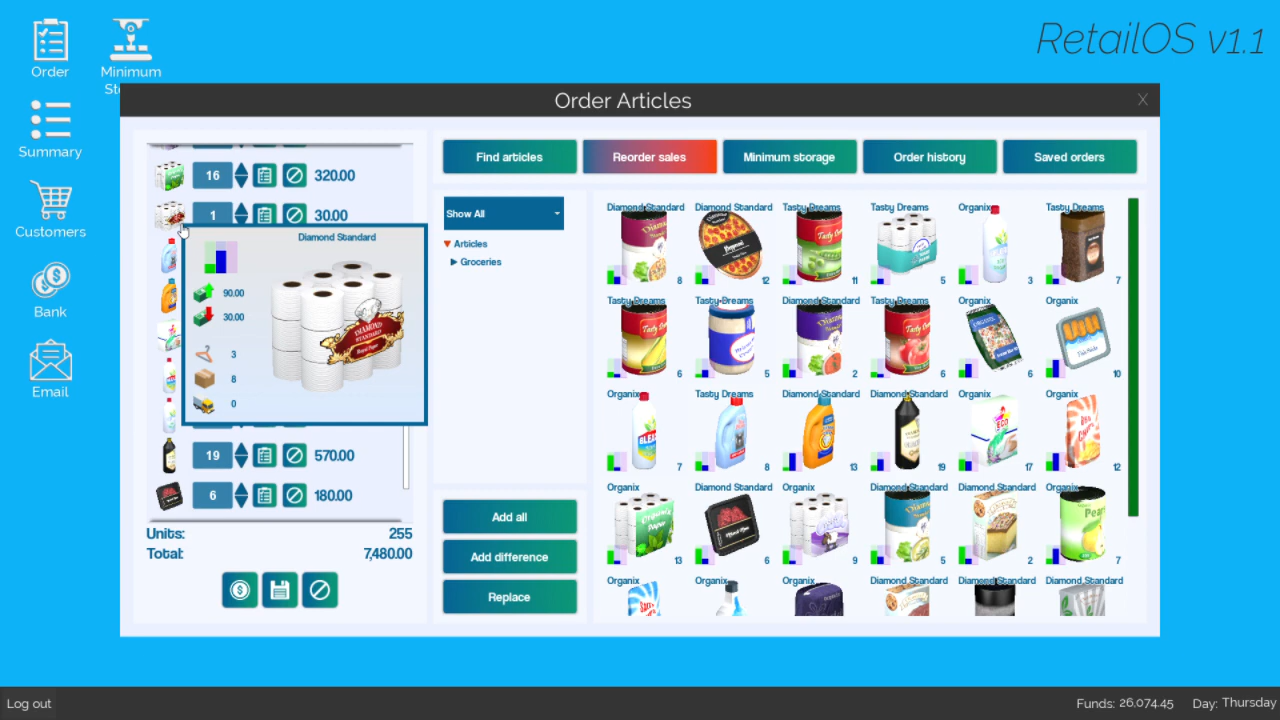 RetailOS v1.1
Order
Minimum
Summary
Customers
Bank
Email
Order Articles
X
Find articles
Reorder sales
Minimum storage
Order history
Saved orders
16
320.00
1
30.00
Diamond Standard
90.00
30.00
3
8
0
19
570.00
6
180.00
Units:
255
Total:
7,480.00
Show All
Articles
Groceries
Add all
Add difference
Replace
Diamond Standard
Diamond Standard
Tasty Dreams
Tasty Dreams
Organix
Tasty Dreams
8
12
11
5
3
7
Tasty Dreams
Tasty Dreams
Diamond Standard
Tasty Dreams
Organix
Organix
6
5
2
6
6
10
Organix
Tasty Dreams
Diamond Standard
Diamond Standard
Organix
Organix
7
8
13
19
17
12
Organix
Diamond Standard
Organix
Diamond Standard
Diamond Standard
Organix
13
6
9
5
2
7
Organix
Organix
Organix
Diamond Standard
Diamond Standard
Diamond Standard
Log out
Funds: 26,074.45
Day: Thursday